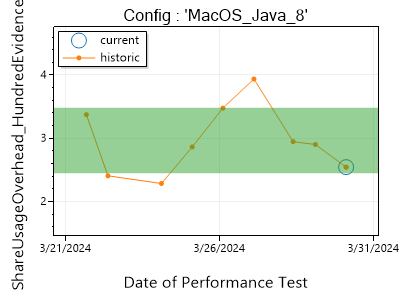 Config : 'MacOS_Java_8'
ShareUsageOverhead_HundredEvidence
current
historic
4
3
2
3/21/2024
3/26/2024
3/31/2024
Date of Performance Test